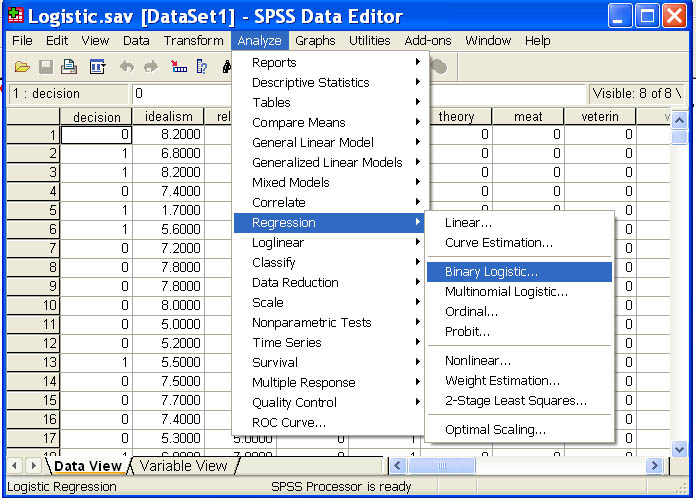 Logistic.sav [DataSet1] - SPSS Data Editor
File Edit View Data Transform Analyze Graphs Utilities Add-ons Window Help
1 : decision 0 Visible: 8 of 8
decision idealism theory meat veterin
1 0 8.2000 0 0 0
2 1 6.8000 0 0 0
3 1 8.2000 0 0 0
4 0 7.4000 0 0 0
5 1 1.7000 0 0 0
6 1 5.6000 0
7 0 7.2000 0
8 0 7.8000 0
9 0 7.8000 0
10 0 8.0000 0
11 0 5.0000 0
12 0 5.2000 0
13 1 5.5000 0
14 0 7.5000 0
15 0 7.7000 0
16 0 7.4000 0
17 0 5.3000 5.0000
Reports
Descriptive Statistics
Tables
Compare Means
General Linear Model
Generalized Linear Models
Mixed Models
Correlate
Regression
Loglinear
Classify
Data Reduction
Scale
Nonparametric Tests
Time Series
Survival
Multiple Response
Quality Control
ROC Curve...
Linear...
Curve Estimation...
Binary Logistic...
Multinomial Logistic...
Ordinal...
Probit...
Nonlinear...
Weight Estimation...
2-Stage Least Squares...
Optimal Scaling...
Data View Variable View
Logistic Regression SPSS Processor is ready